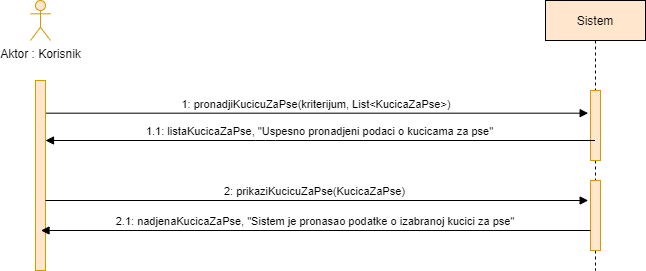 Sistem
Aktor : Korisnik
1: pronadjiKucicuZaPse(kriterijum, List<KucicaZaPse>)
1.1: listaKucicaZaPse, "Uspesno pronadjeni podaci o kucicama za pse"
2: prikaziKucicuZaPse(KucicaZaPse)
2.1: nadjenaKucicaZaPse, "Sistem je pronasao podatke o izabranoj kucici za pse"